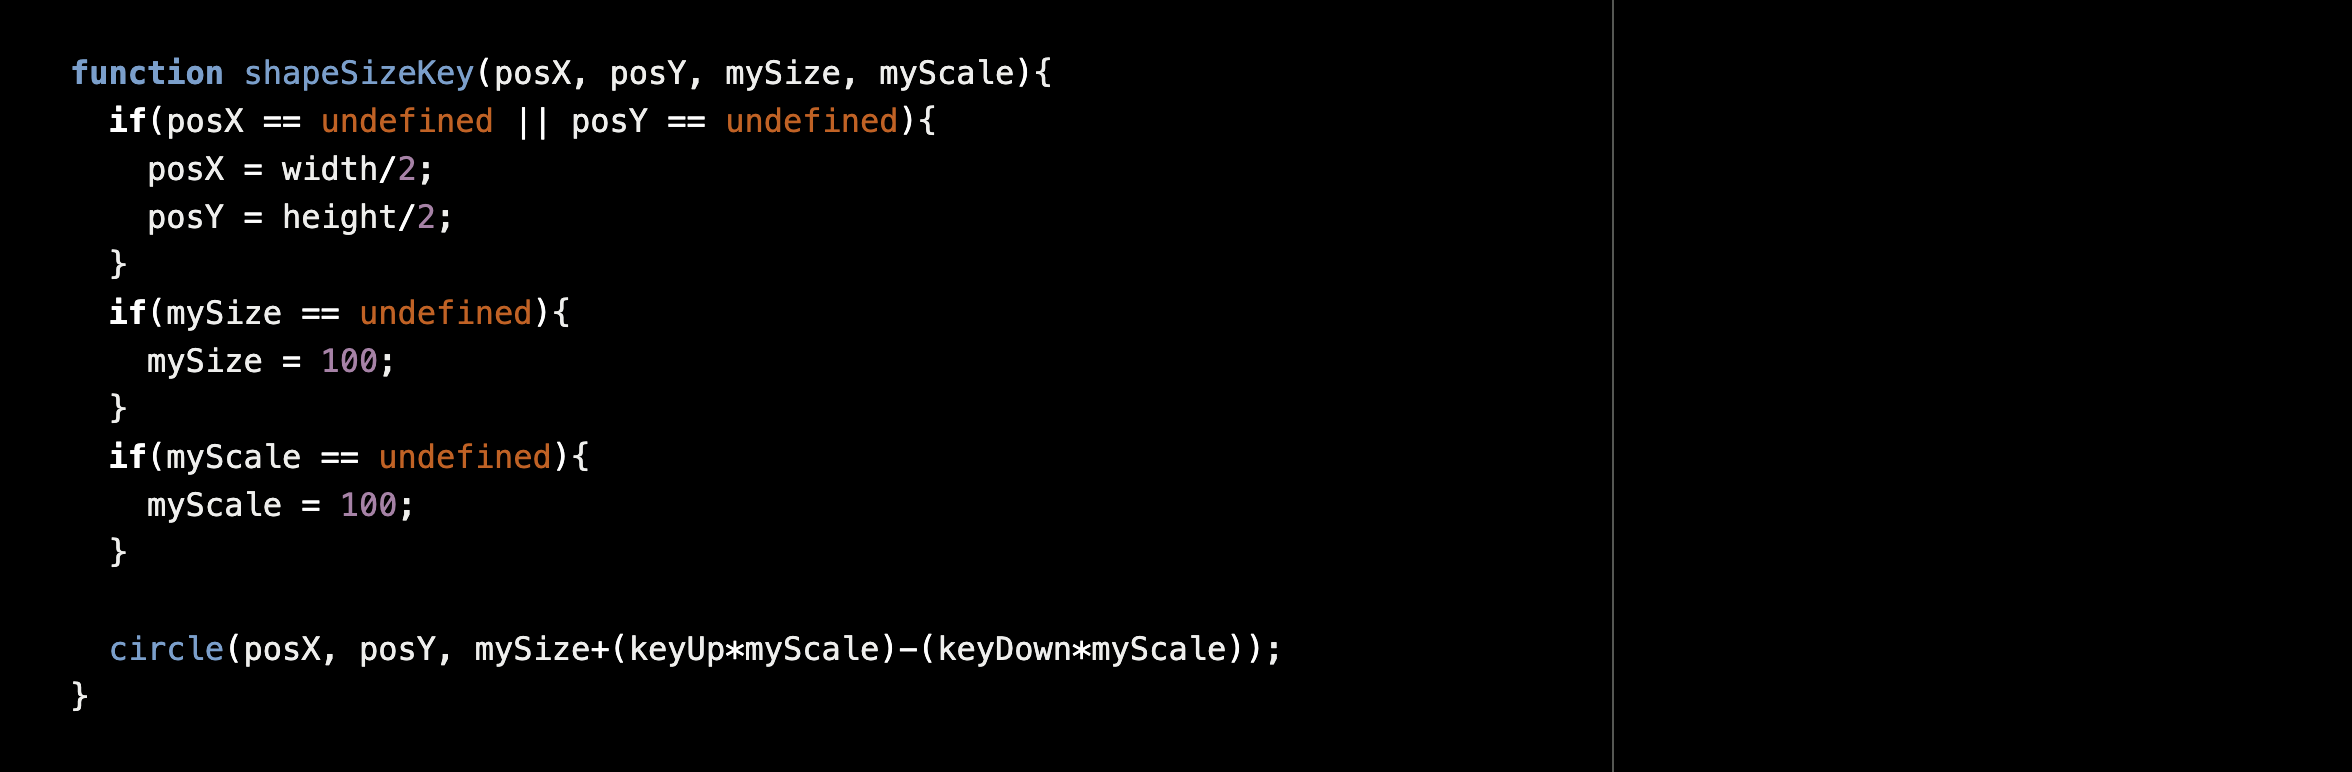 function shapeSizeKey(posX, posY, mySize, myScale){
  if(posX == undefined || posY == undefined){
    posX = width/2;
    posY = height/2;
  }
  if(mySize == undefined){
    mySize = 100;
  }
  if(myScale == undefined){
    myScale = 100;
  }

  circle(posX, posY, mySize+(keyUp*myScale)-(keyDown*myScale));
}